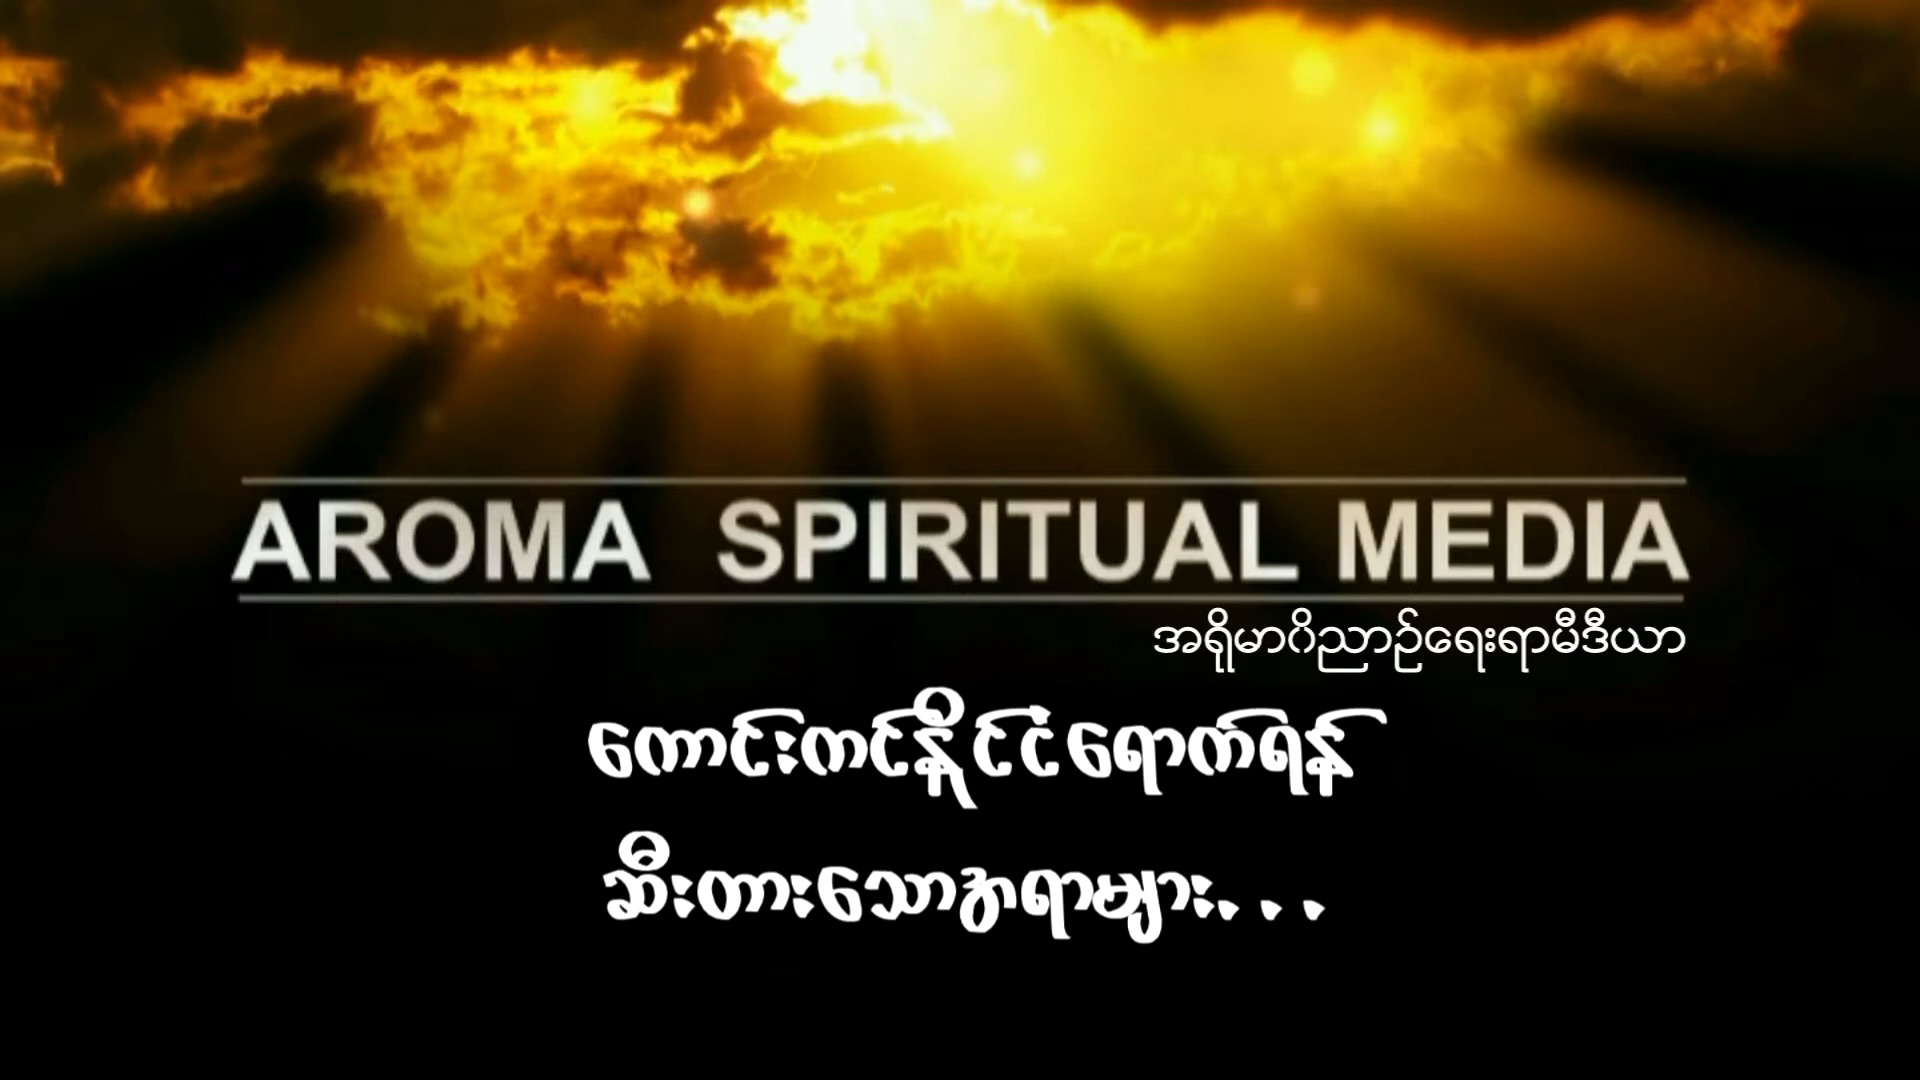 AROMA SPIRITUAL MEDIA
အရိုမာဝိညာဉ်ရေးရာမီဒီယာ
ကောင်းကင်နိုင်ငံရောက်ရန်
ဆီးတားသောအရာများ...